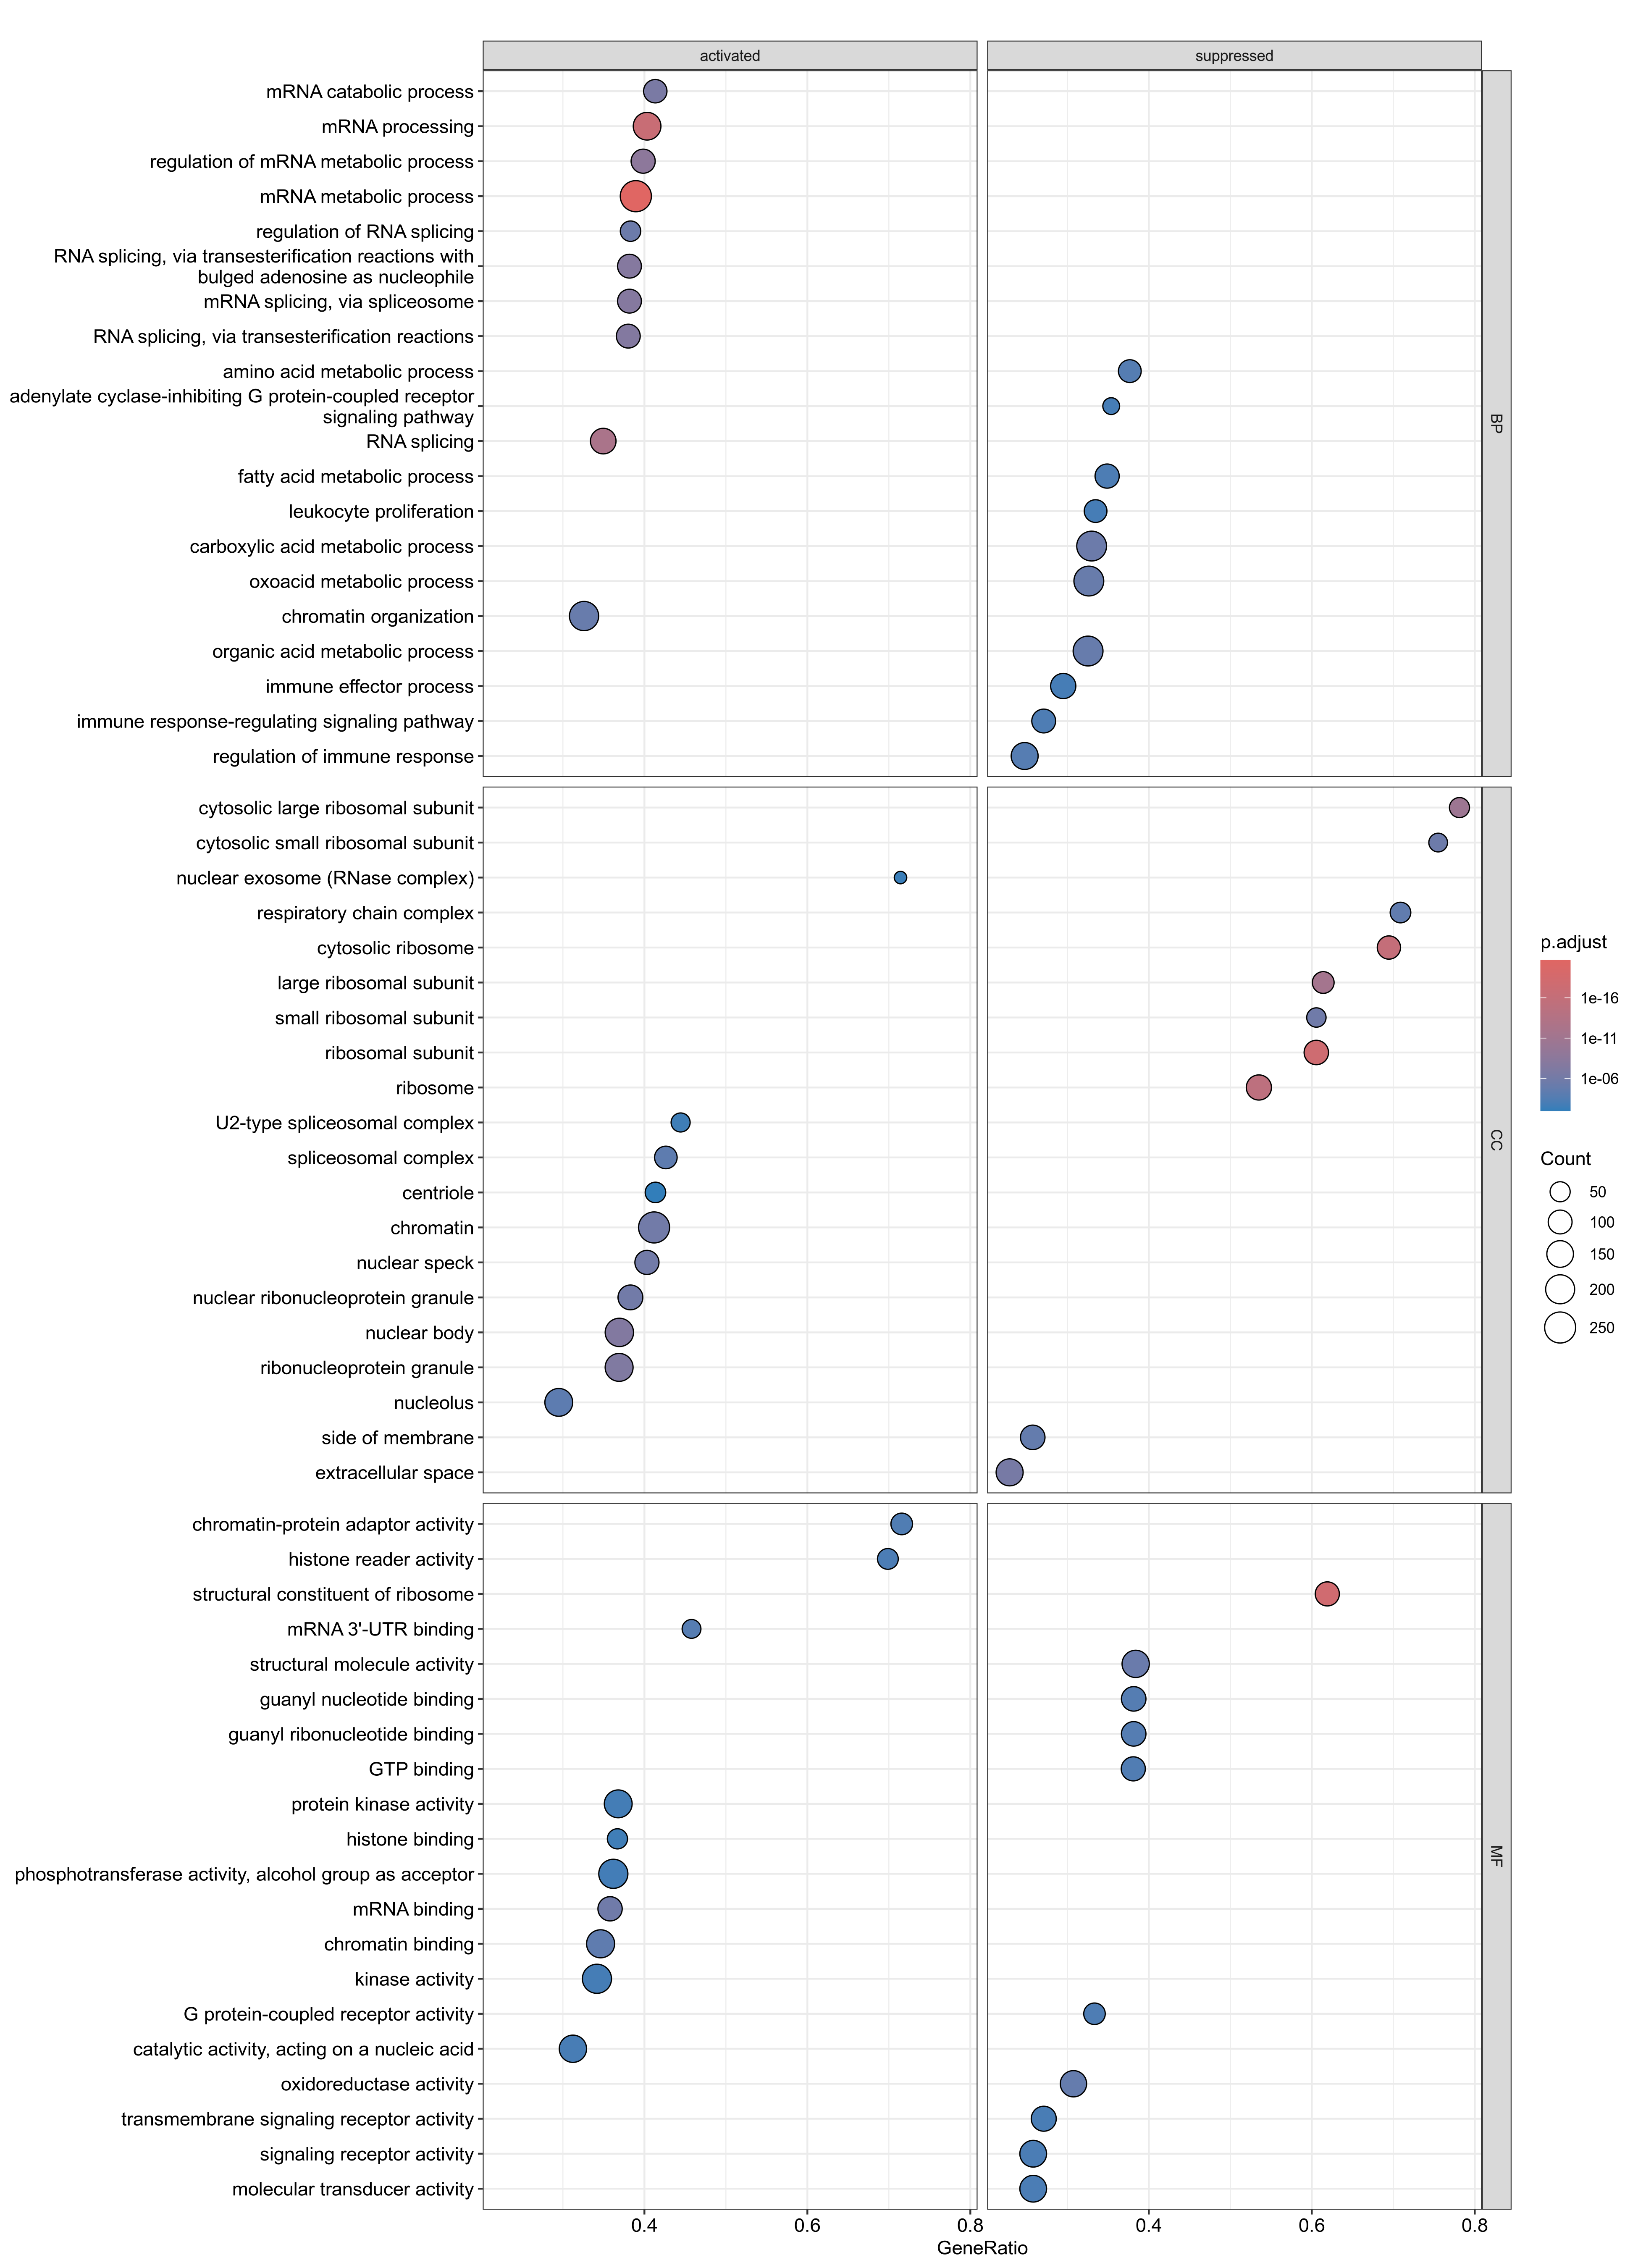 activated
suppressed
mRNA catabolic process
mRNA processing
regulation of mRNA metabolic process
mRNA metabolic process
regulation of RNA splicing
RNA splicing, via transesterification reactions with
bulged adenosine as nucleophile
mRNA splicing, via spliceosome
RNA splicing, via transesterification reactions
amino acid metabolic process
adenylate cyclase-inhibiting G protein-coupled receptor
signaling pathway
RNA splicing
fatty acid metabolic process
leukocyte proliferation
carboxylic acid metabolic process
oxoacid metabolic process
chromatin organization
organic acid metabolic process
immune effector process
immune response-regulating signaling pathway
regulation of immune response
BP
cytosolic large ribosomal subunit
cytosolic small ribosomal subunit
nuclear exosome (RNase complex)
respiratory chain complex
cytosolic ribosome
large ribosomal subunit
small ribosomal subunit
ribosomal subunit
ribosome
U2-type spliceosomal complex
spliceosomal complex
centriole
chromatin
nuclear speck
nuclear ribonucleoprotein granule
nuclear body
ribonucleoprotein granule
nucleolus
side of membrane
extracellular space
CC
chromatin-protein adaptor activity
histone reader activity
structural constituent of ribosome
mRNA 3'-UTR binding
structural molecule activity
guanyl nucleotide binding
guanyl ribonucleotide binding
GTP binding
protein kinase activity
histone binding
phosphotransferase activity, alcohol group as acceptor
mRNA binding
chromatin binding
kinase activity
G protein-coupled receptor activity
catalytic activity, acting on a nucleic acid
oxidoreductase activity
transmembrane signaling receptor activity
signaling receptor activity
molecular transducer activity
MF
0.4 0.6 0.8
0.4 0.6 0.8
GeneRatio
p.adjust
1e-16
1e-11
1e-06
Count
50
100
150
200
250